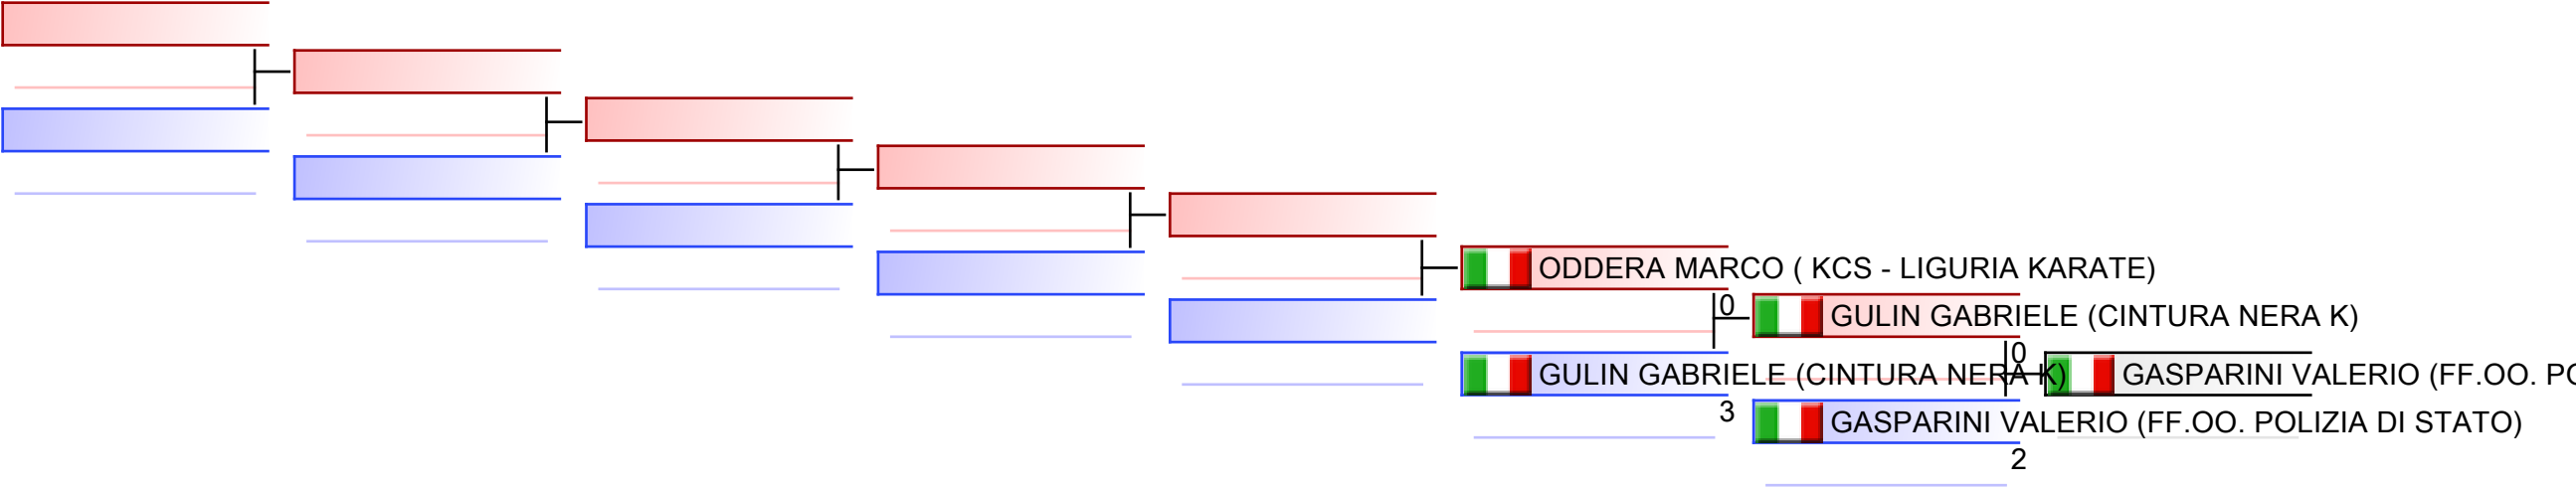 ODDERA MARCO ( KCS - LIGURIA KARATE)
0
GULIN GABRIELE (CINTURA NERA K)
0
GULIN GABRIELE (CINTURA NERA K)
GASPARINI VALERIO (FF.OO. PO
3
GASPARINI VALERIO (FF.OO. POLIZIA DI STATO)
2